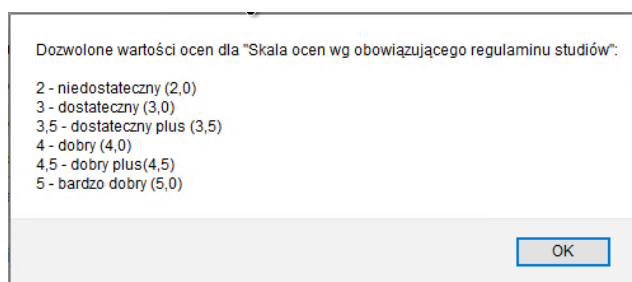 Dozwolone wartości ocen dla "Skala ocen wg obowiązującego regulaminu studiów":
2 - niedostateczny (2,0)
3 - dostateczny (3,0)
3,5 - dostateczny plus (3,5)
4 - dobry (4,0)
4,5 - dobry plus(4,5)
5 - bardzo dobry (5,0)
OK